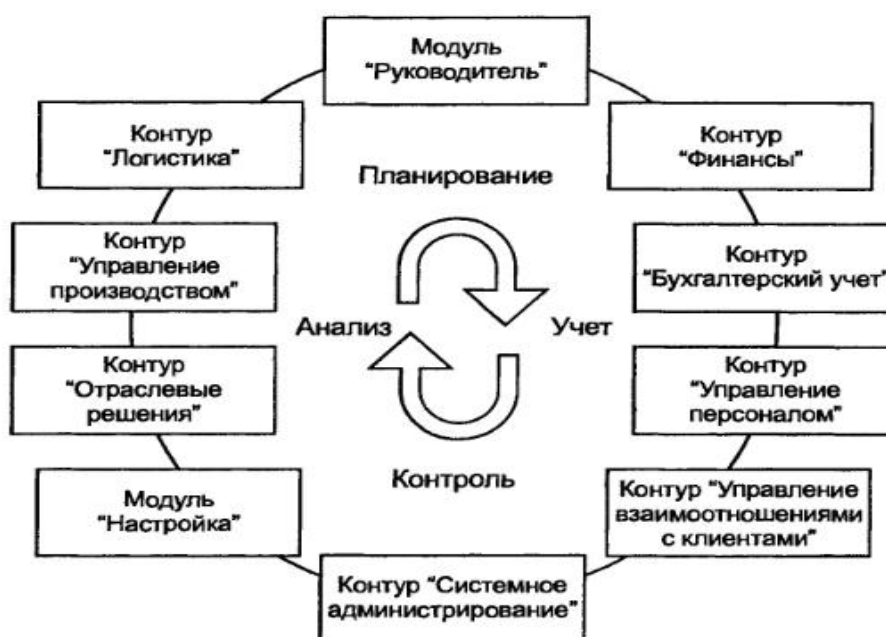 Модуль
"Руководитель"
Контур
"Логистика"
Контур
"Финансы"
Планирование
Контур
"Управление
производством"
Контур
"Бухгалтерский учет"
Анализ
Учет
Контур
"Отраслевые
решения"
Контур
"Управление
персоналом"
Контроль
Модуль
"Настройка"
Контур "Управление
взаимоотношениями
с клиентами"
Контур "Системное
администрирование"